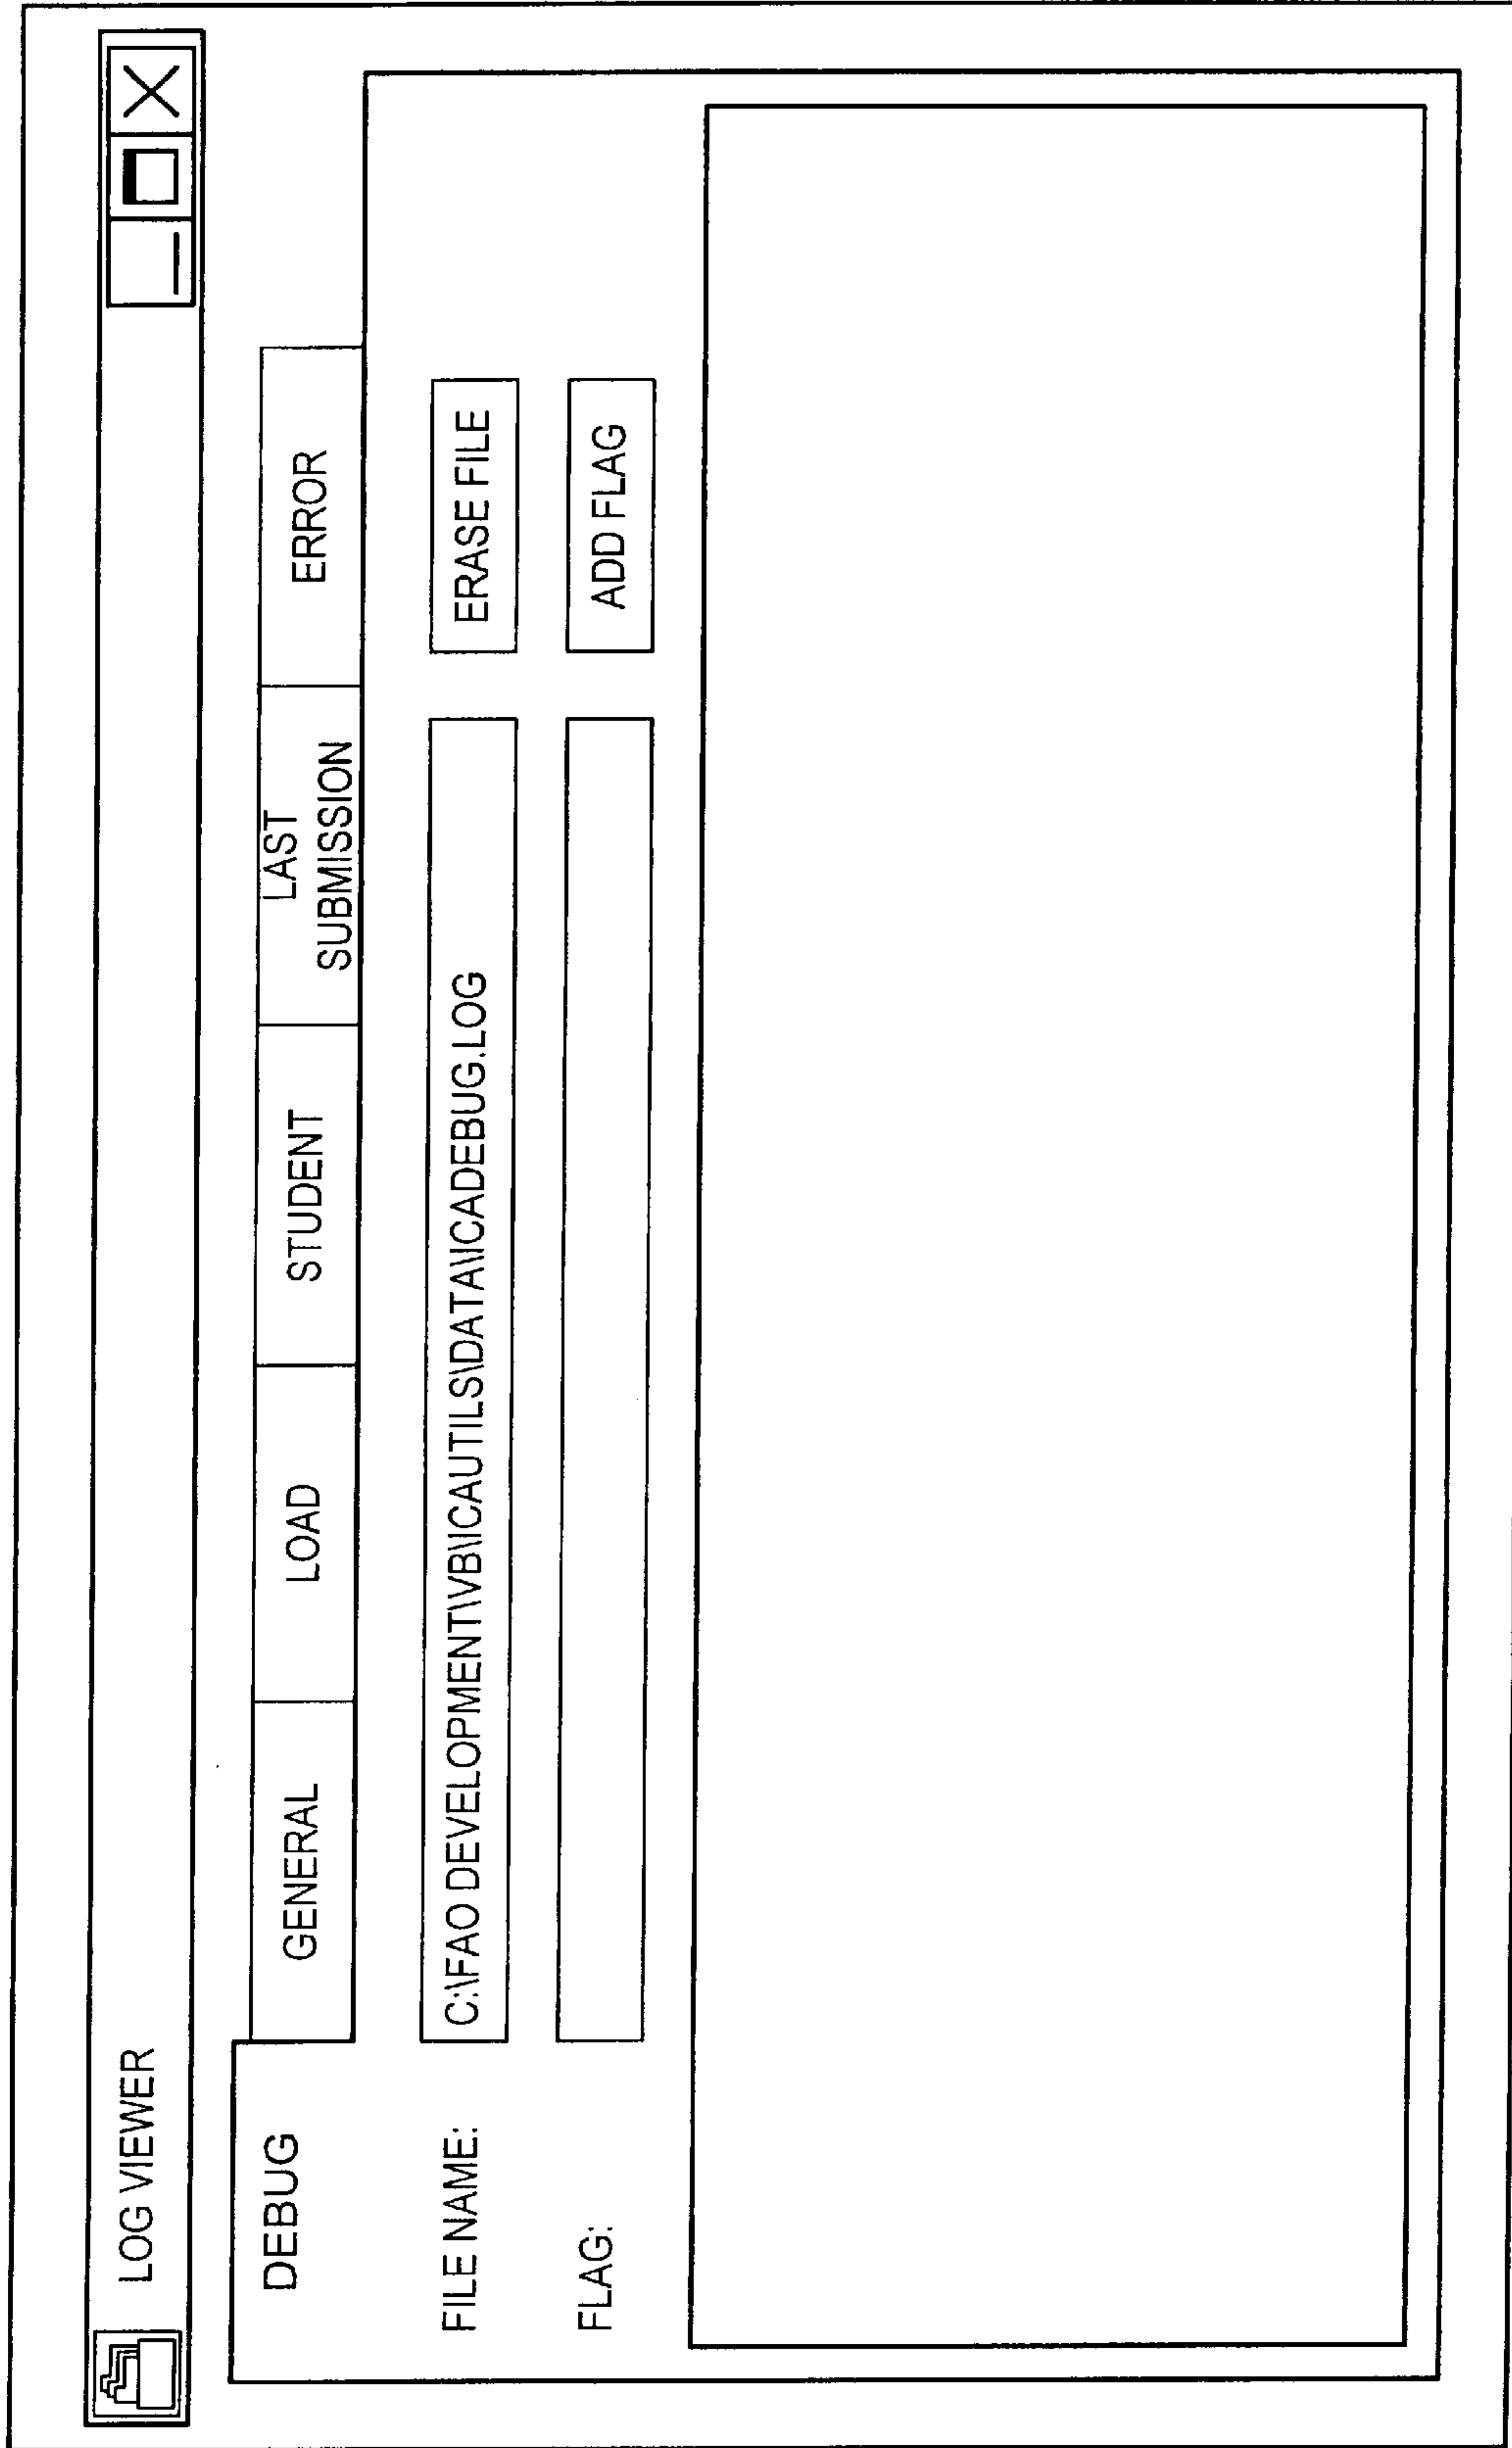 LOG VIEWER
DEBUG
GENERAL
LOAD
STUDENT
LAST
SUBMISSION
ERROR
FILE NAME:
C:\FAO DEVELOPMENT\VB\ICAUTILS\DATA\ICADEBUG.LOG
ERASE FILE
FLAG:
ADD FLAG